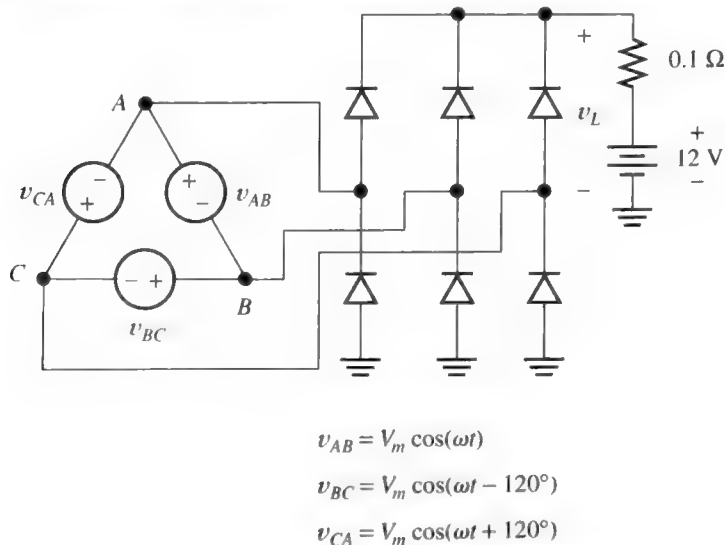 +
0.1 Ω
A
v_L
+
12 V
−
−
+
v_CA
+
−
v_AB
−
+
C
B
− +
v_BC
v_AB = V_m cos(ωt)
v_BC = V_m cos(ωt − 120°)
v_CA = V_m cos(ωt + 120°)